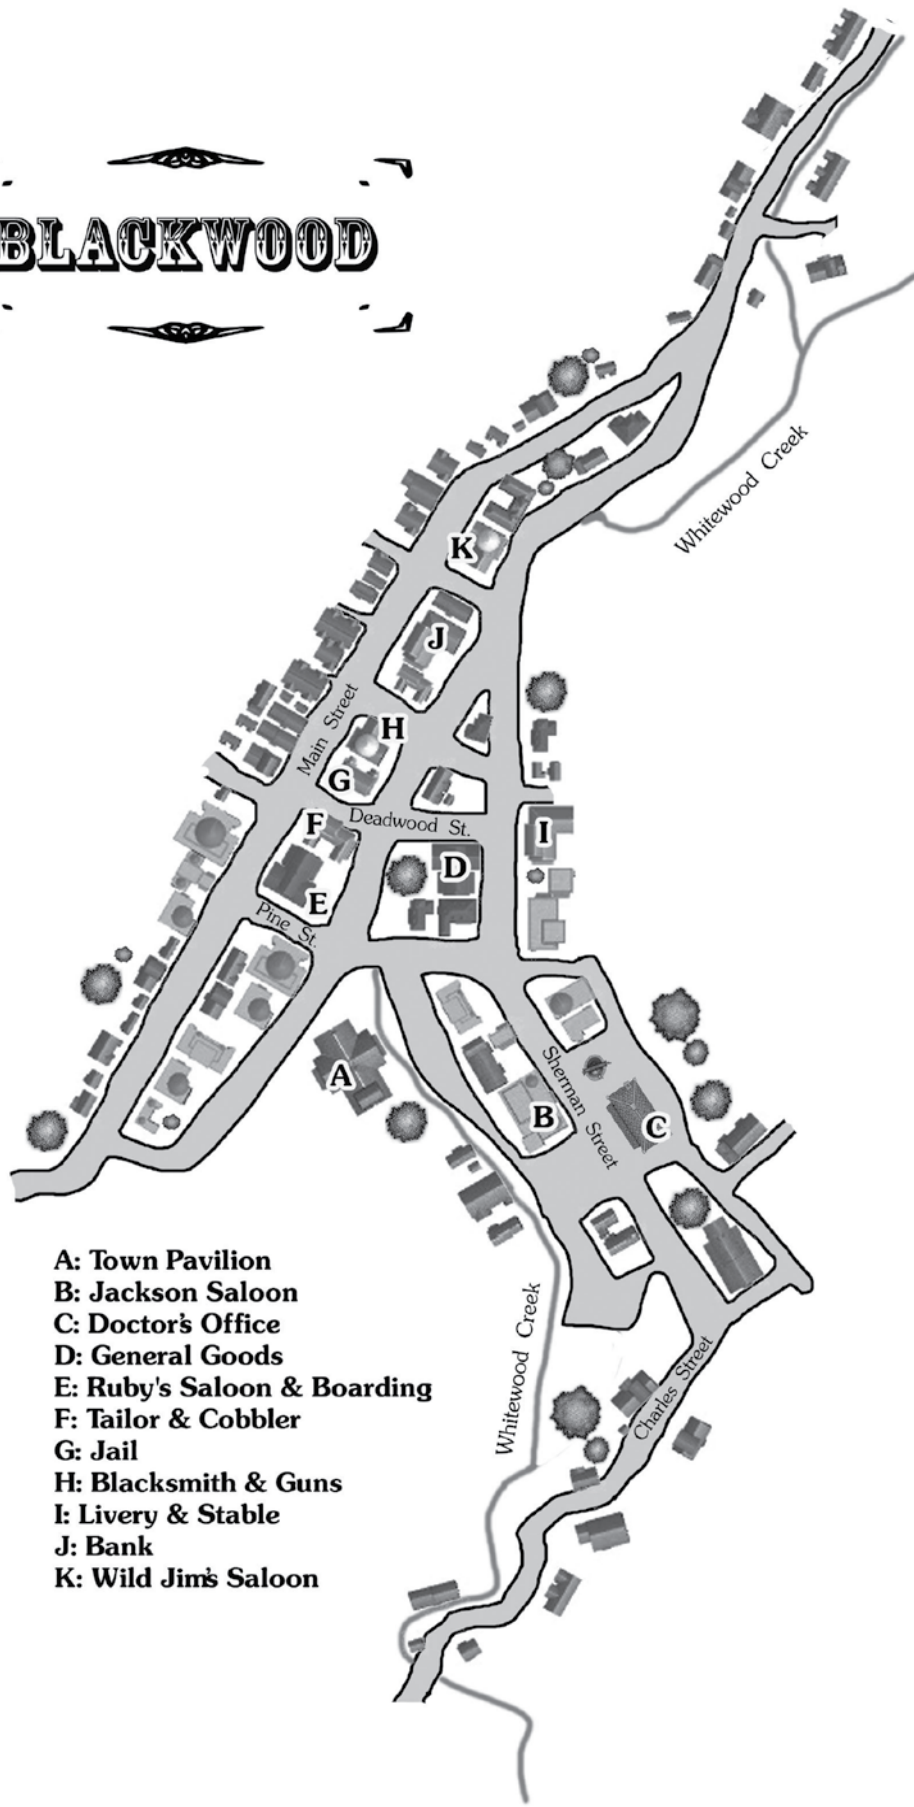 BLACKWOOD
Whitewood Creek
K
J
Main Street
H
G
F
Deadwood St.
I
D
E
Pine St.
A
Sherman Street
B
C
Whitewood Creek
Charles Street
A: Town Pavilion
B: Jackson Saloon
C: Doctor's Office
D: General Goods
E: Ruby's Saloon & Boarding
F: Tailor & Cobbler
G: Jail
H: Blacksmith & Guns
I: Livery & Stable
J: Bank
K: Wild Jim's Saloon